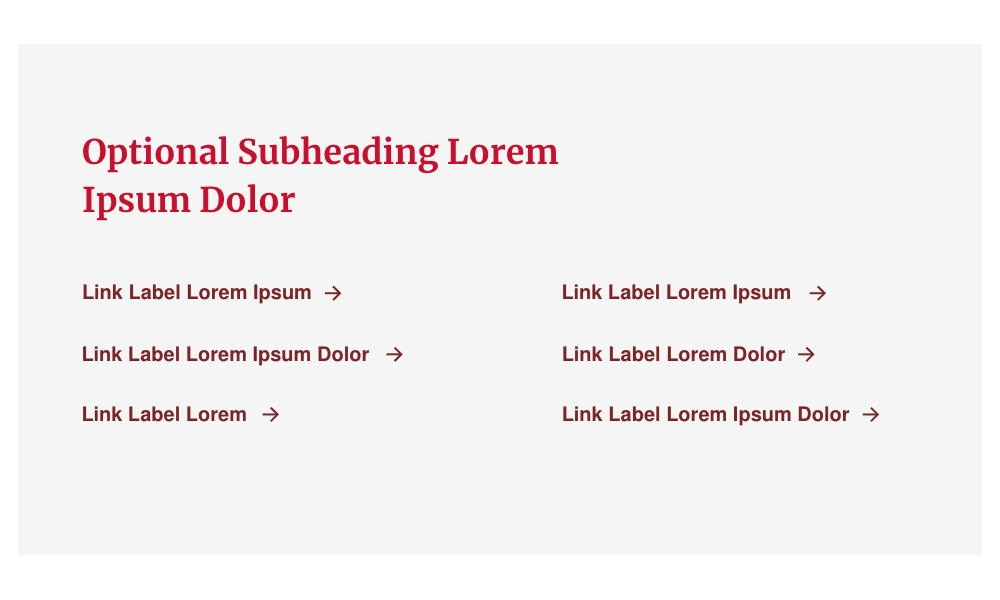 Optional Subheading Lorem
Ipsum Dolor
Link Label Lorem Ipsum →
Link Label Lorem Ipsum →
Link Label Lorem Ipsum Dolor →
Link Label Lorem Dolor →
Link Label Lorem →
Link Label Lorem Ipsum Dolor →